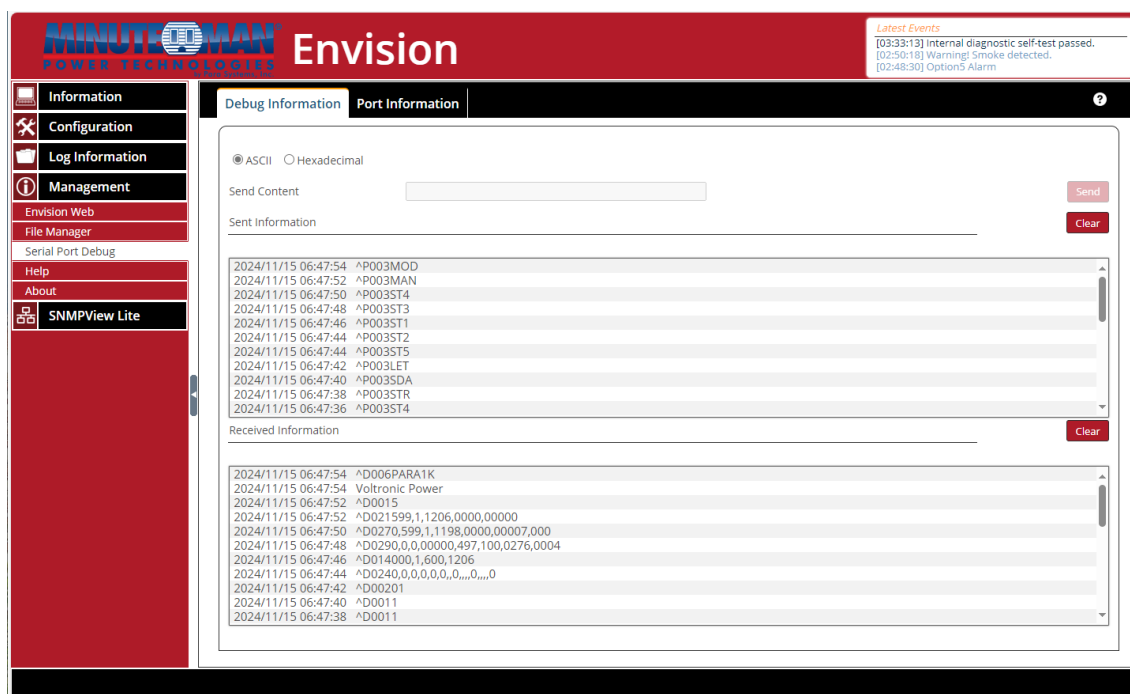 MINUTEMAN
POWER TECHNOLOGIES
Envision
Latest Events
[03:33:13] Internal diagnostic self-test passed.
[02:50:18] Warning! Smoke detected.
[02:48:30] Option5 Alarm
Information
Configuration
Log Information
Management
Envision Web
File Manager
Serial Port Debug
Help
About
SNMPView Lite
Debug Information Port Information ?
ASCII Hexadecimal
Send Content Send
Sent Information Clear
2024/11/15 06:47:54 ^P003MOD
2024/11/15 06:47:52 ^P003MAN
2024/11/15 06:47:50 ^P003ST4
2024/11/15 06:47:48 ^P003ST3
2024/11/15 06:47:46 ^P003ST1
2024/11/15 06:47:44 ^P003ST2
2024/11/15 06:47:44 ^P003ST5
2024/11/15 06:47:42 ^P003LET
2024/11/15 06:47:40 ^P003SDA
2024/11/15 06:47:38 ^P003STR
2024/11/15 06:47:36 ^P003ST4
Received Information Clear
2024/11/15 06:47:54 ^D006PARA1K
2024/11/15 06:47:54 Voltronic Power
2024/11/15 06:47:52 ^D0015
2024/11/15 06:47:52 ^D021599,1,1206,0000,00000
2024/11/15 06:47:50 ^D0270,599,1,1198,0000,00007,000
2024/11/15 06:47:48 ^D0290,0,0,00000,497,100,0276,0004
2024/11/15 06:47:46 ^D014000,1,600,1206
2024/11/15 06:47:44 ^D0240,0,0,0,0,0,,0,,,,0,,,,0
2024/11/15 06:47:42 ^D00201
2024/11/15 06:47:40 ^D0011
2024/11/15 06:47:38 ^D0011